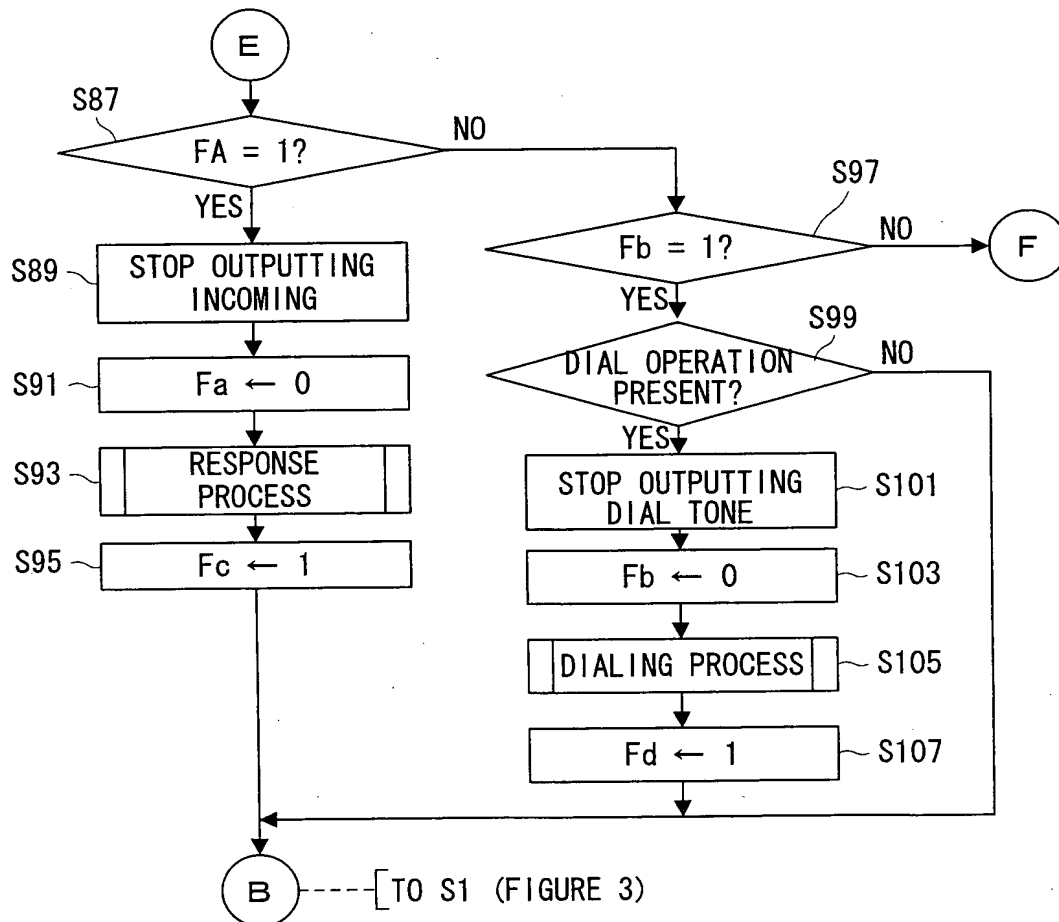 E
S87
FA = 1?
NO
YES
S97
Fb = 1?
NO
F
YES
S89
STOP OUTPUTTING
INCOMING
S99
DIAL OPERATION
PRESENT?
NO
YES
S91
Fa ← 0
S93
RESPONSE
PROCESS
STOP OUTPUTTING
DIAL TONE
S101
S95
Fc ← 1
Fb ← 0
S103
DIALING PROCESS
S105
Fd ← 1
S107
B
TO S1 (FIGURE 3)